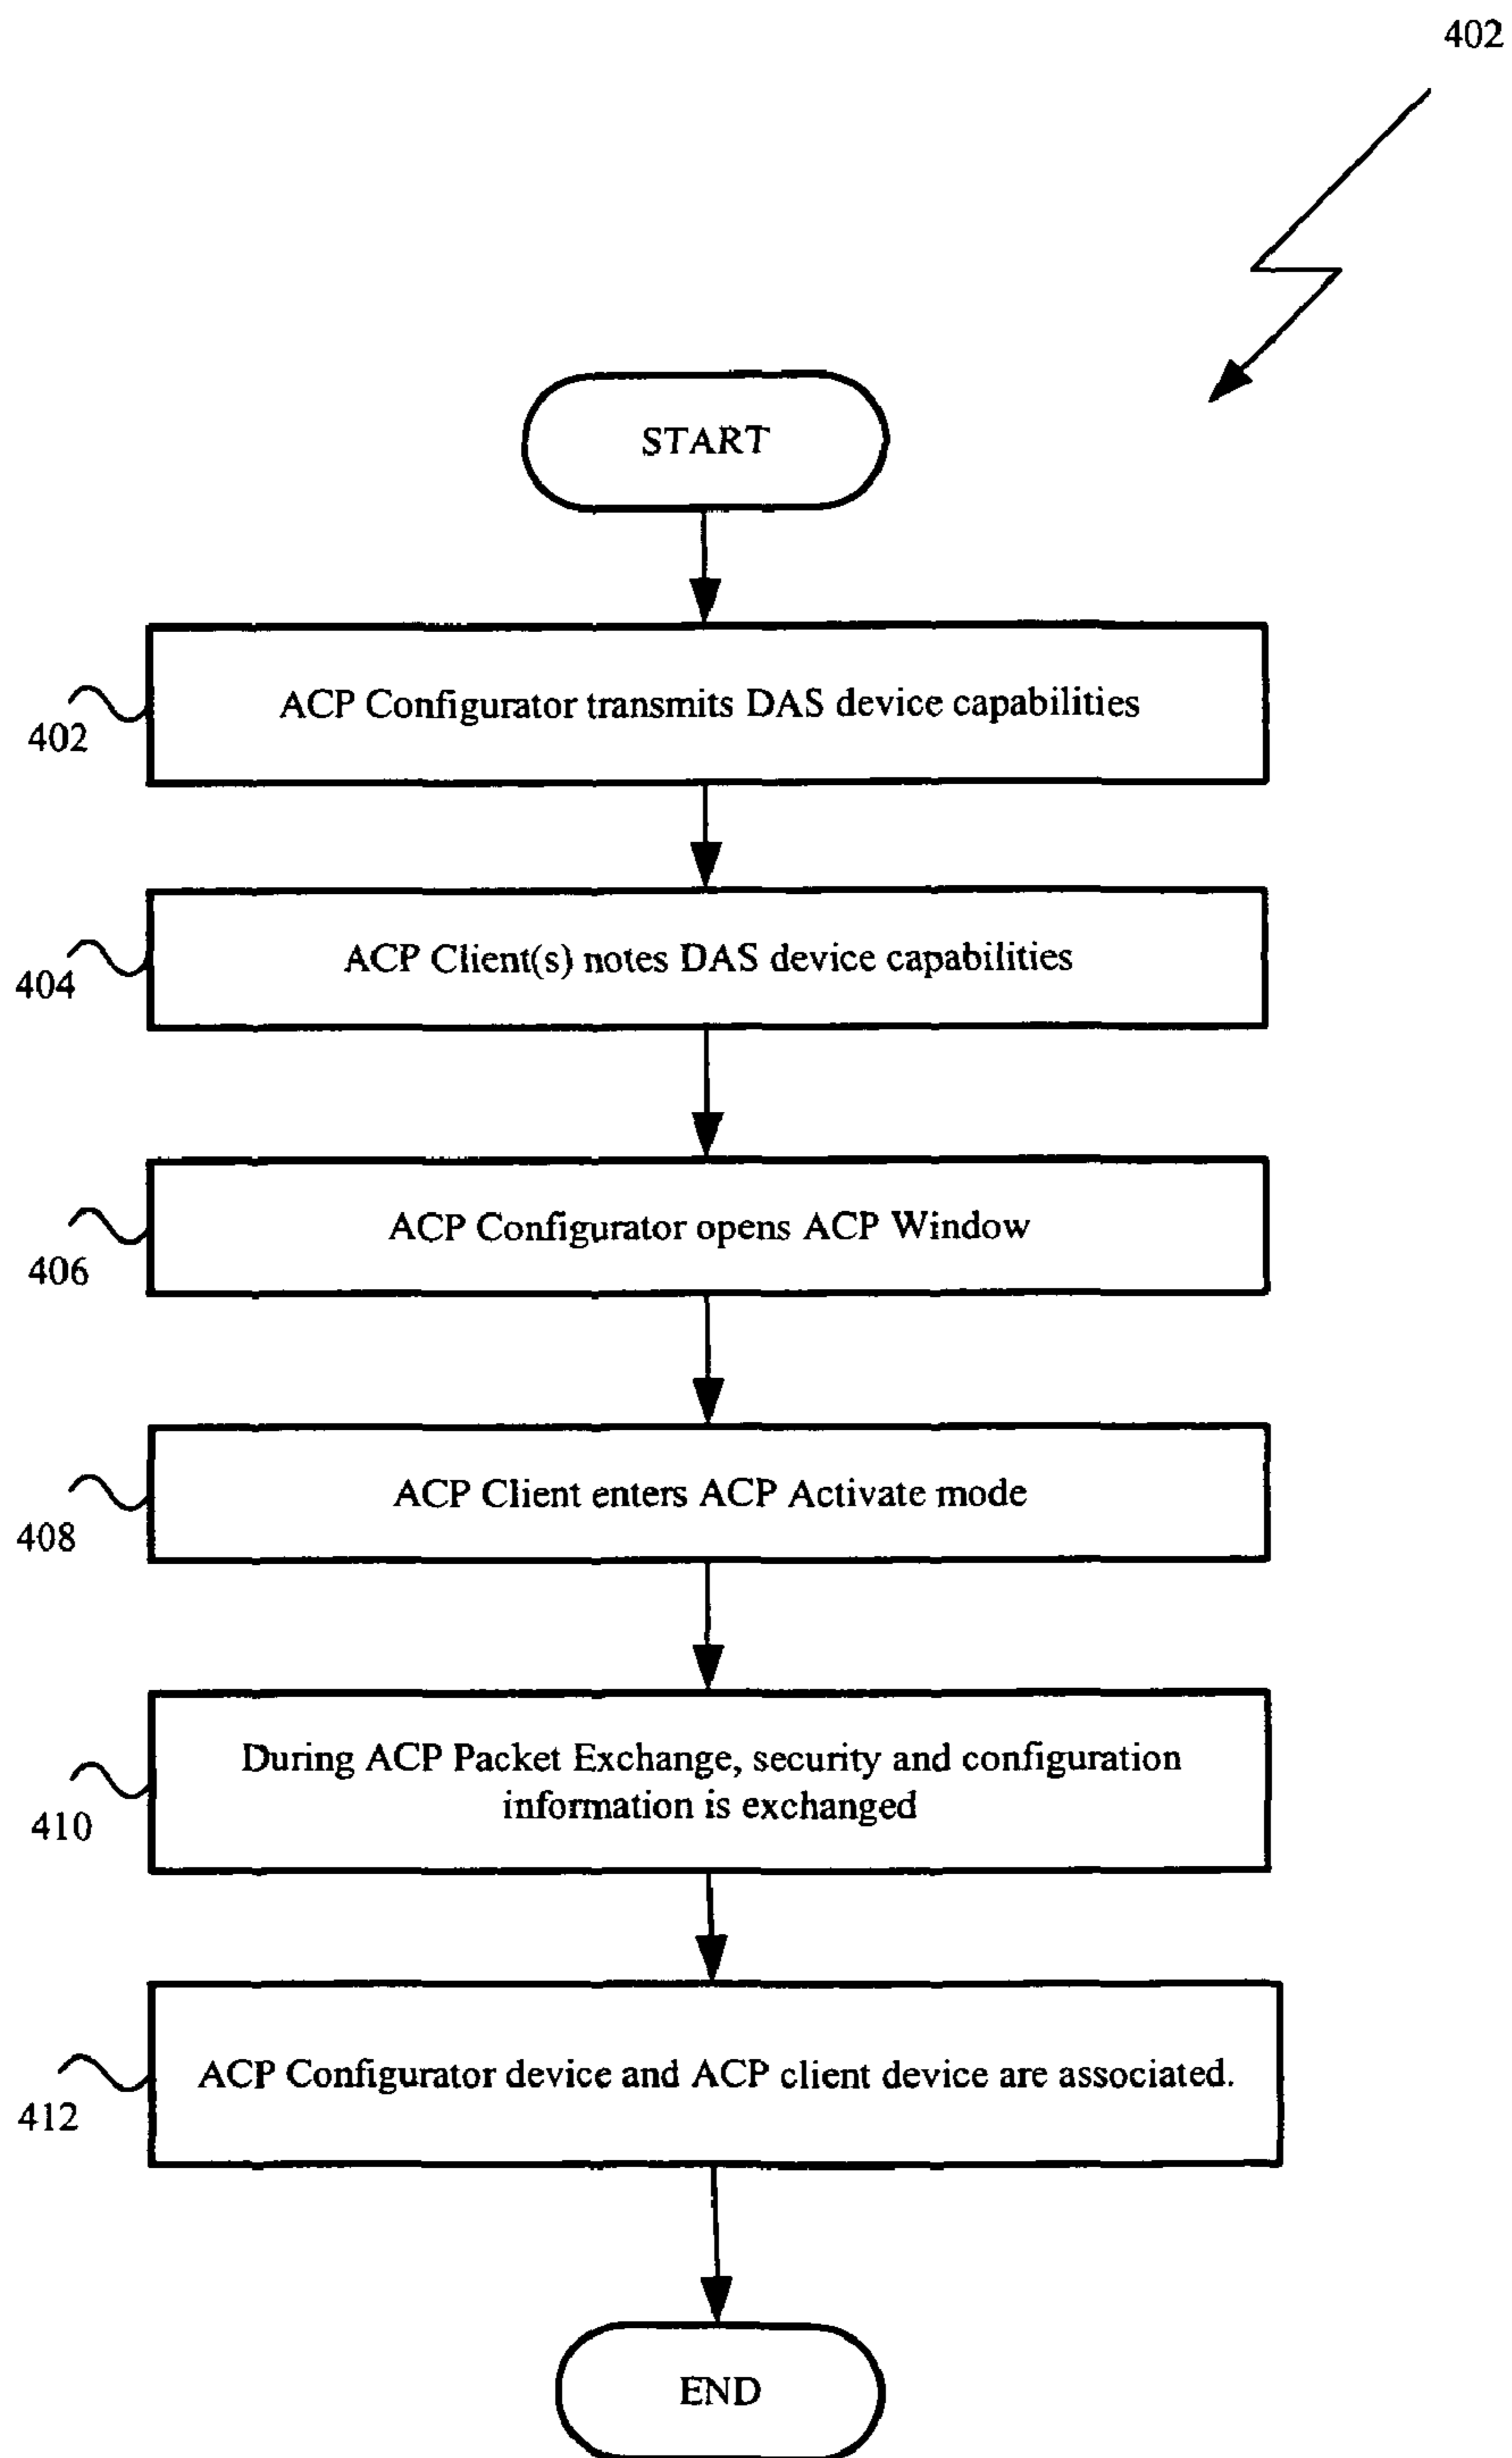 402
START
ACP Configurator transmits DAS device capabilities
402
ACP Client(s) notes DAS device capabilities
404
ACP Configurator opens ACP Window
406
ACP Client enters ACP Activate mode
408
During ACP Packet Exchange, security and configuration
information is exchanged
410
ACP Configurator device and ACP client device are associated.
412
END